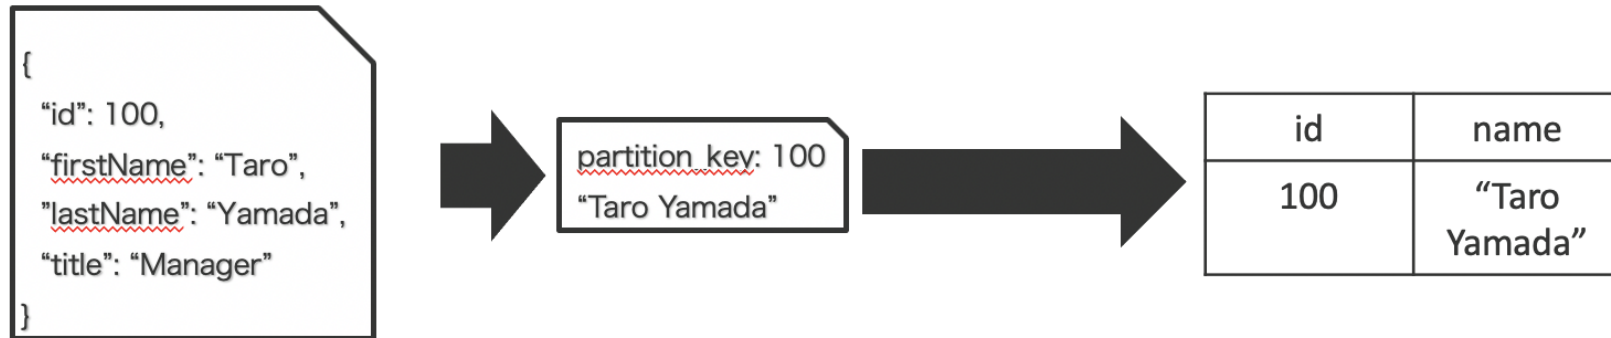 {
“id”: 100,
“firstName”: “Taro”,
”lastName”: “Yamada”,
“title”: “Manager”
}
partition_key: 100
“Taro Yamada”
id name
100 “Taro
Yamada”